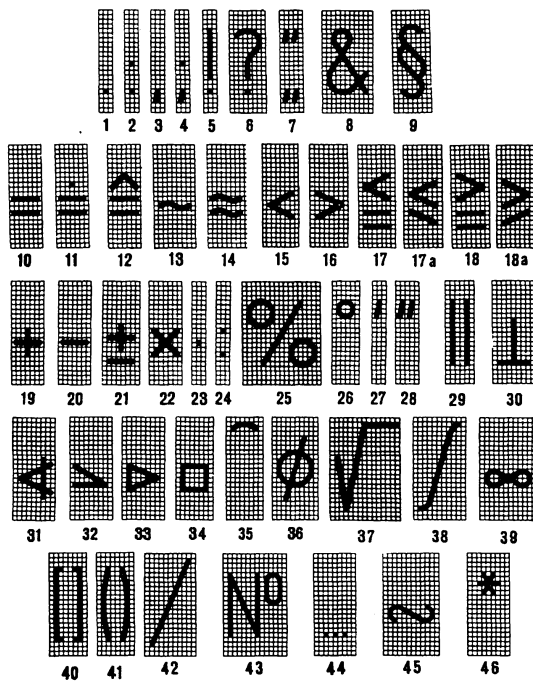 . : , ; ! ? " & §
1 2 3 4 5 6 7 8 9
= ≐ ≙ ~ ≈ < > ≤ ⩽ ≥ ⩾
10 11 12 13 14 15 16 17 17a 18 18a
+ − ± × · : % ° ′ ″ ∥ ⊥
19 20 21 22 23 24 25 26 27 28 29 30
∢ > ▷ □ ⌒ ϕ √ ∫ ∞
31 32 33 34 35 36 37 38 39
[ ] ( ) / № ... ∾ *
40 41 42 43 44 45 46